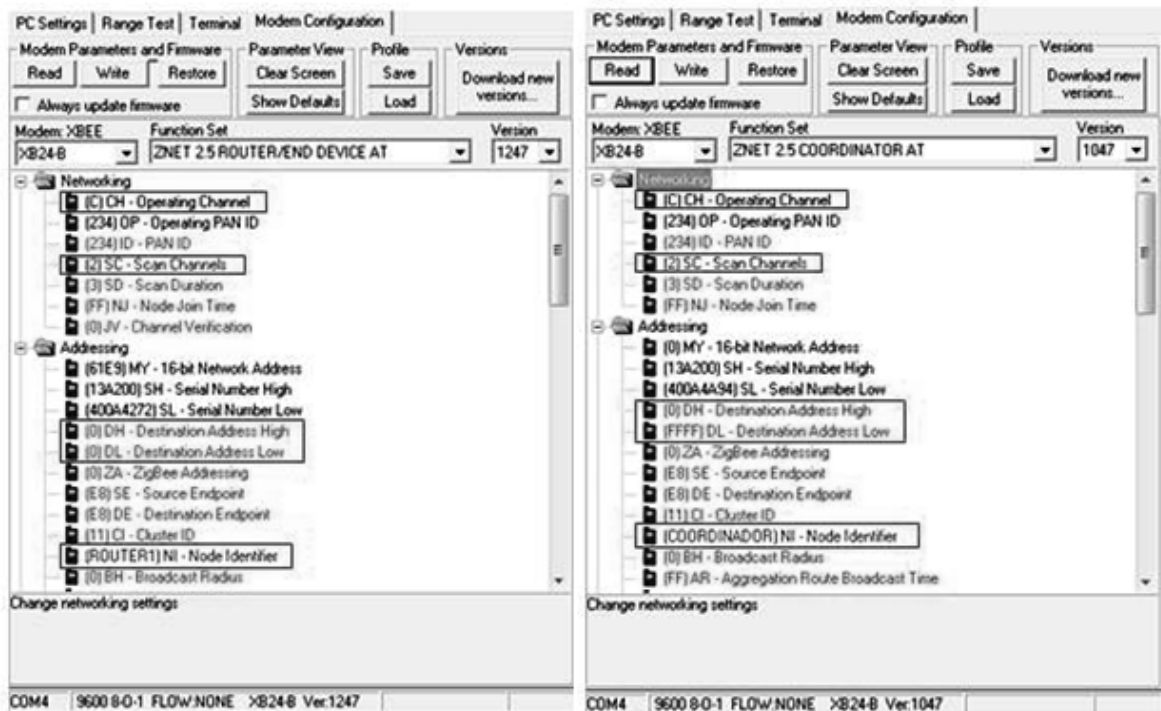 PC Settings | Range Test | Terminal Modem Configuration
Modem Parameters and Firmware Parameter View Profile Versions
Read Write Restore Clear Screen Save Download new
versions...
Always update firmware Show Defaults Load
Modem: XBEE Function Set Version
XB24-B ZNET 2.5 ROUTER/END DEVICE AT 1247
Networking
(C) CH - Operating Channel
(234) OP - Operating PAN ID
(234) ID - PAN ID
(2) SC - Scan Channels
(3) SD - Scan Duration
(FF) NJ - Node Join Time
(0) JV - Channel Verification
Addressing
(61E9) MY - 16-bit Network Address
(13A200) SH - Serial Number High
(400A4272) SL - Serial Number Low
(0) DH - Destination Address High
(0) DL - Destination Address Low
(0) ZA - ZigBee Addressing
(E8) SE - Source Endpoint
(E8) DE - Destination Endpoint
(11) CI - Cluster ID
(ROUTER1) NI - Node Identifier
(0) BH - Broadcast Radius
Change networking settings
COM4 9600 8-0-1 FLOW:NONE XB24-B Ver:1247
PC Settings | Range Test | Terminal Modem Configuration
Modem Parameters and Firmware Parameter View Profile Versions
Read Write Restore Clear Screen Save Download new
versions...
Always update firmware Show Defaults Load
Modem: XBEE Function Set Version
XB24-B ZNET 2.5 COORDINATOR AT 1047
Networking
(C) CH - Operating Channel
(234) OP - Operating PAN ID
(234) ID - PAN ID
(2) SC - Scan Channels
(3) SD - Scan Duration
(FF) NJ - Node Join Time
Addressing
(0) MY - 16-bit Network Address
(13A200) SH - Serial Number High
(400A4A94) SL - Serial Number Low
(0) DH - Destination Address High
(FFFF) DL - Destination Address Low
(0) ZA - ZigBee Addressing
(E8) SE - Source Endpoint
(E8) DE - Destination Endpoint
(11) CI - Cluster ID
(COORDINADOR) NI - Node Identifier
(0) BH - Broadcast Radius
(FF) AR - Aggregation Route Broadcast Time
Change networking settings
COM4 9600 8-0-1 FLOW:NONE XB24-B Ver:1047